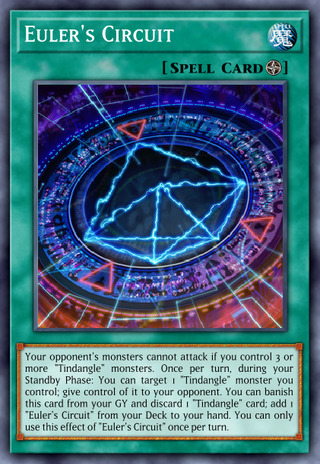 Euler's Circuit
魔
[Spell Card]
Your opponent's monsters cannot attack if you control 3 or
more "Tindangle" monsters. Once per turn, during your
Standby Phase: You can target 1 "Tindangle" monster you
control; give control of it to your opponent. You can banish
this card from your GY and discard 1 "Tindangle" card; add 1
"Euler's Circuit" from your Deck to your hand. You can only
use this effect of "Euler's Circuit" once per turn.